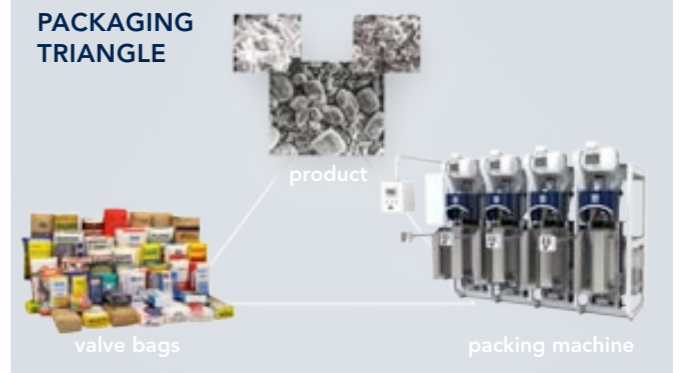 PACKAGING
TRIANGLE
product
valve bags
packing machine